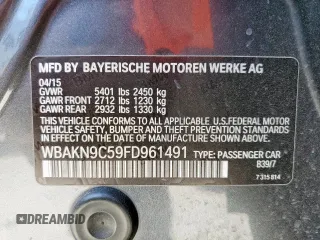 MFD BY BAYERISCHE MOTOREN WERKE AG
04/15
GVWR 5401 lbs 2450 kg
GAWR FRONT 2712 lbs 1230 kg
GAWR REAR 2932 lbs 1330 kg
THIS VEHICLE CONFORMS TO ALL APPLICABLE U.S. FEDERAL MOTOR
VEHICLE SAFETY, BUMPER, AND THEFT PREVENTION STANDARDS
IN EFFECT ON THE DATE OF MANUFACTURE SHOWN ABOVE.
WBAKN9C59FD961491 TYPE: PASSENGER CAR
B39/7
7 315 814
DREAMBID